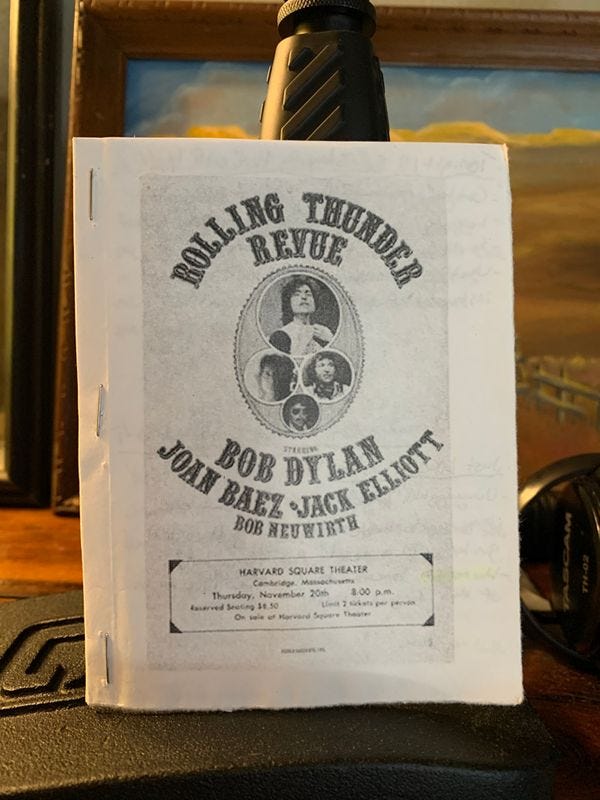 ROLLING THUNDER
REVUE
STARRING
BOB DYLAN
JOAN BAEZ • JACK ELLIOTT
BOB NEUWIRTH
HARVARD SQUARE THEATER
Cambridge, Massachusetts
Thursday, November 20th 8:00 p.m.
Reserved Seating $8.50 Limit 2 tickets per person
On sale at Harvard Square Theater
TASCAM
TH-02